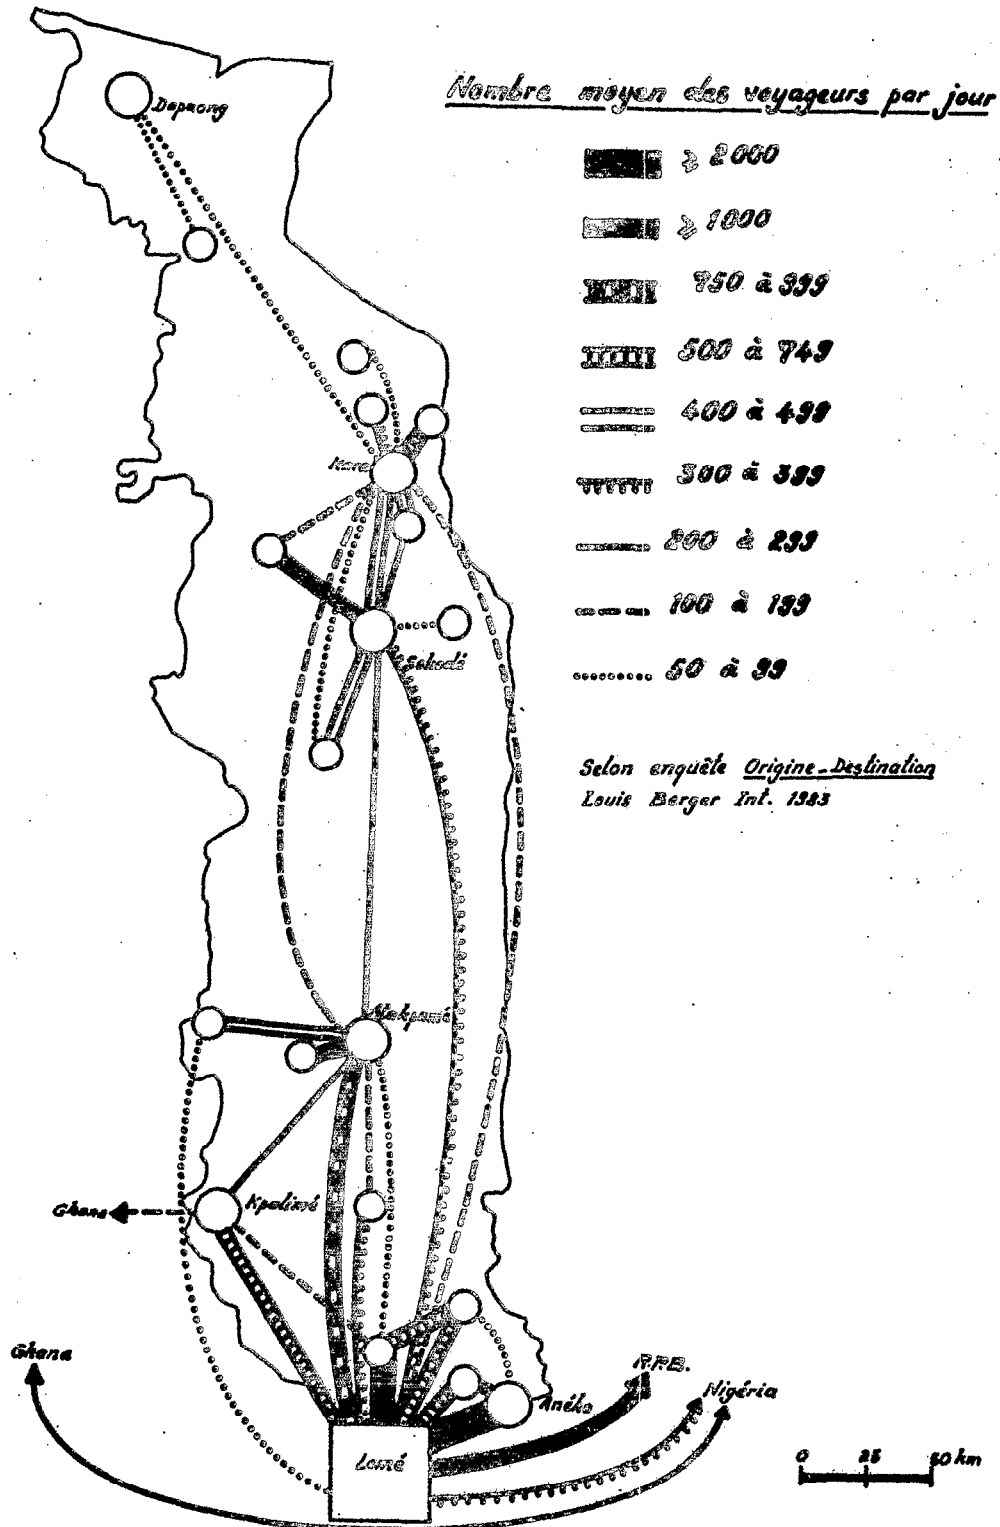 Nombre moyen des voyageurs par jour
≥ 2000
≥ 1000
750 à 999
500 à 749
400 à 499
300 à 399
200 à 299
100 à 199
50 à 99
Selon enquête Origine-Destination
Louis Berger Int. 1983
Dapaong
Kara
Sokodé
Atakpamé
Kpalimé
Ghana
Ghana
R.P.B.
Nigéria
Aného
Lomé
0 25 50 km